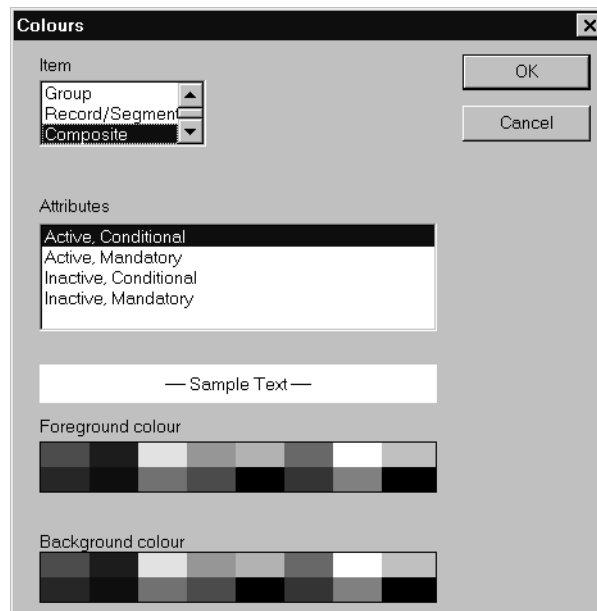 Colours
Item
Group
Record/Segment
Composite
OK
Cancel
Attributes
Active, Conditional
Active, Mandatory
Inactive, Conditional
Inactive, Mandatory
— Sample Text —
Foreground colour
Background colour